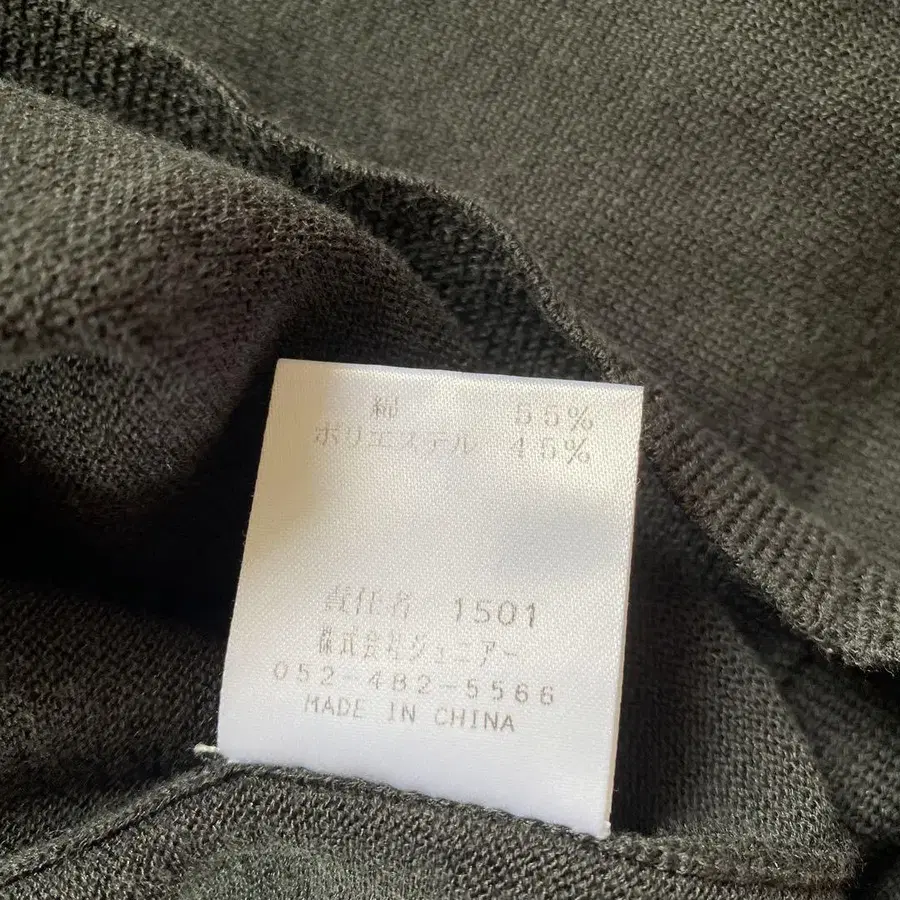 綿 55%
ポリエステル 45%
責任者 1501
株式会社ジュニアー
052-482-5566
MADE IN CHINA